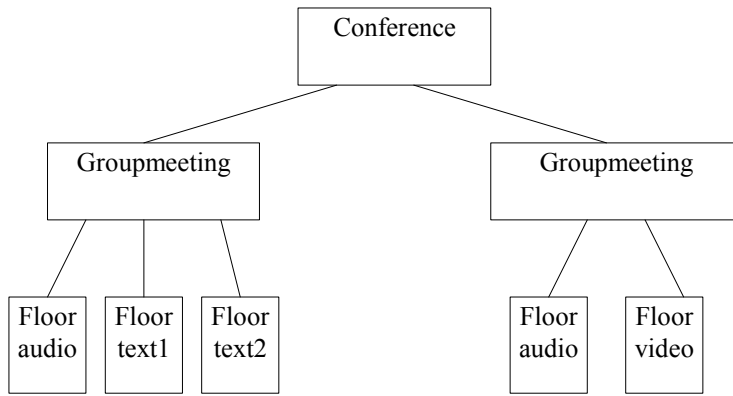 Conference
Groupmeeting
Groupmeeting
Floor
audio
Floor
text1
Floor
text2
Floor
audio
Floor
video